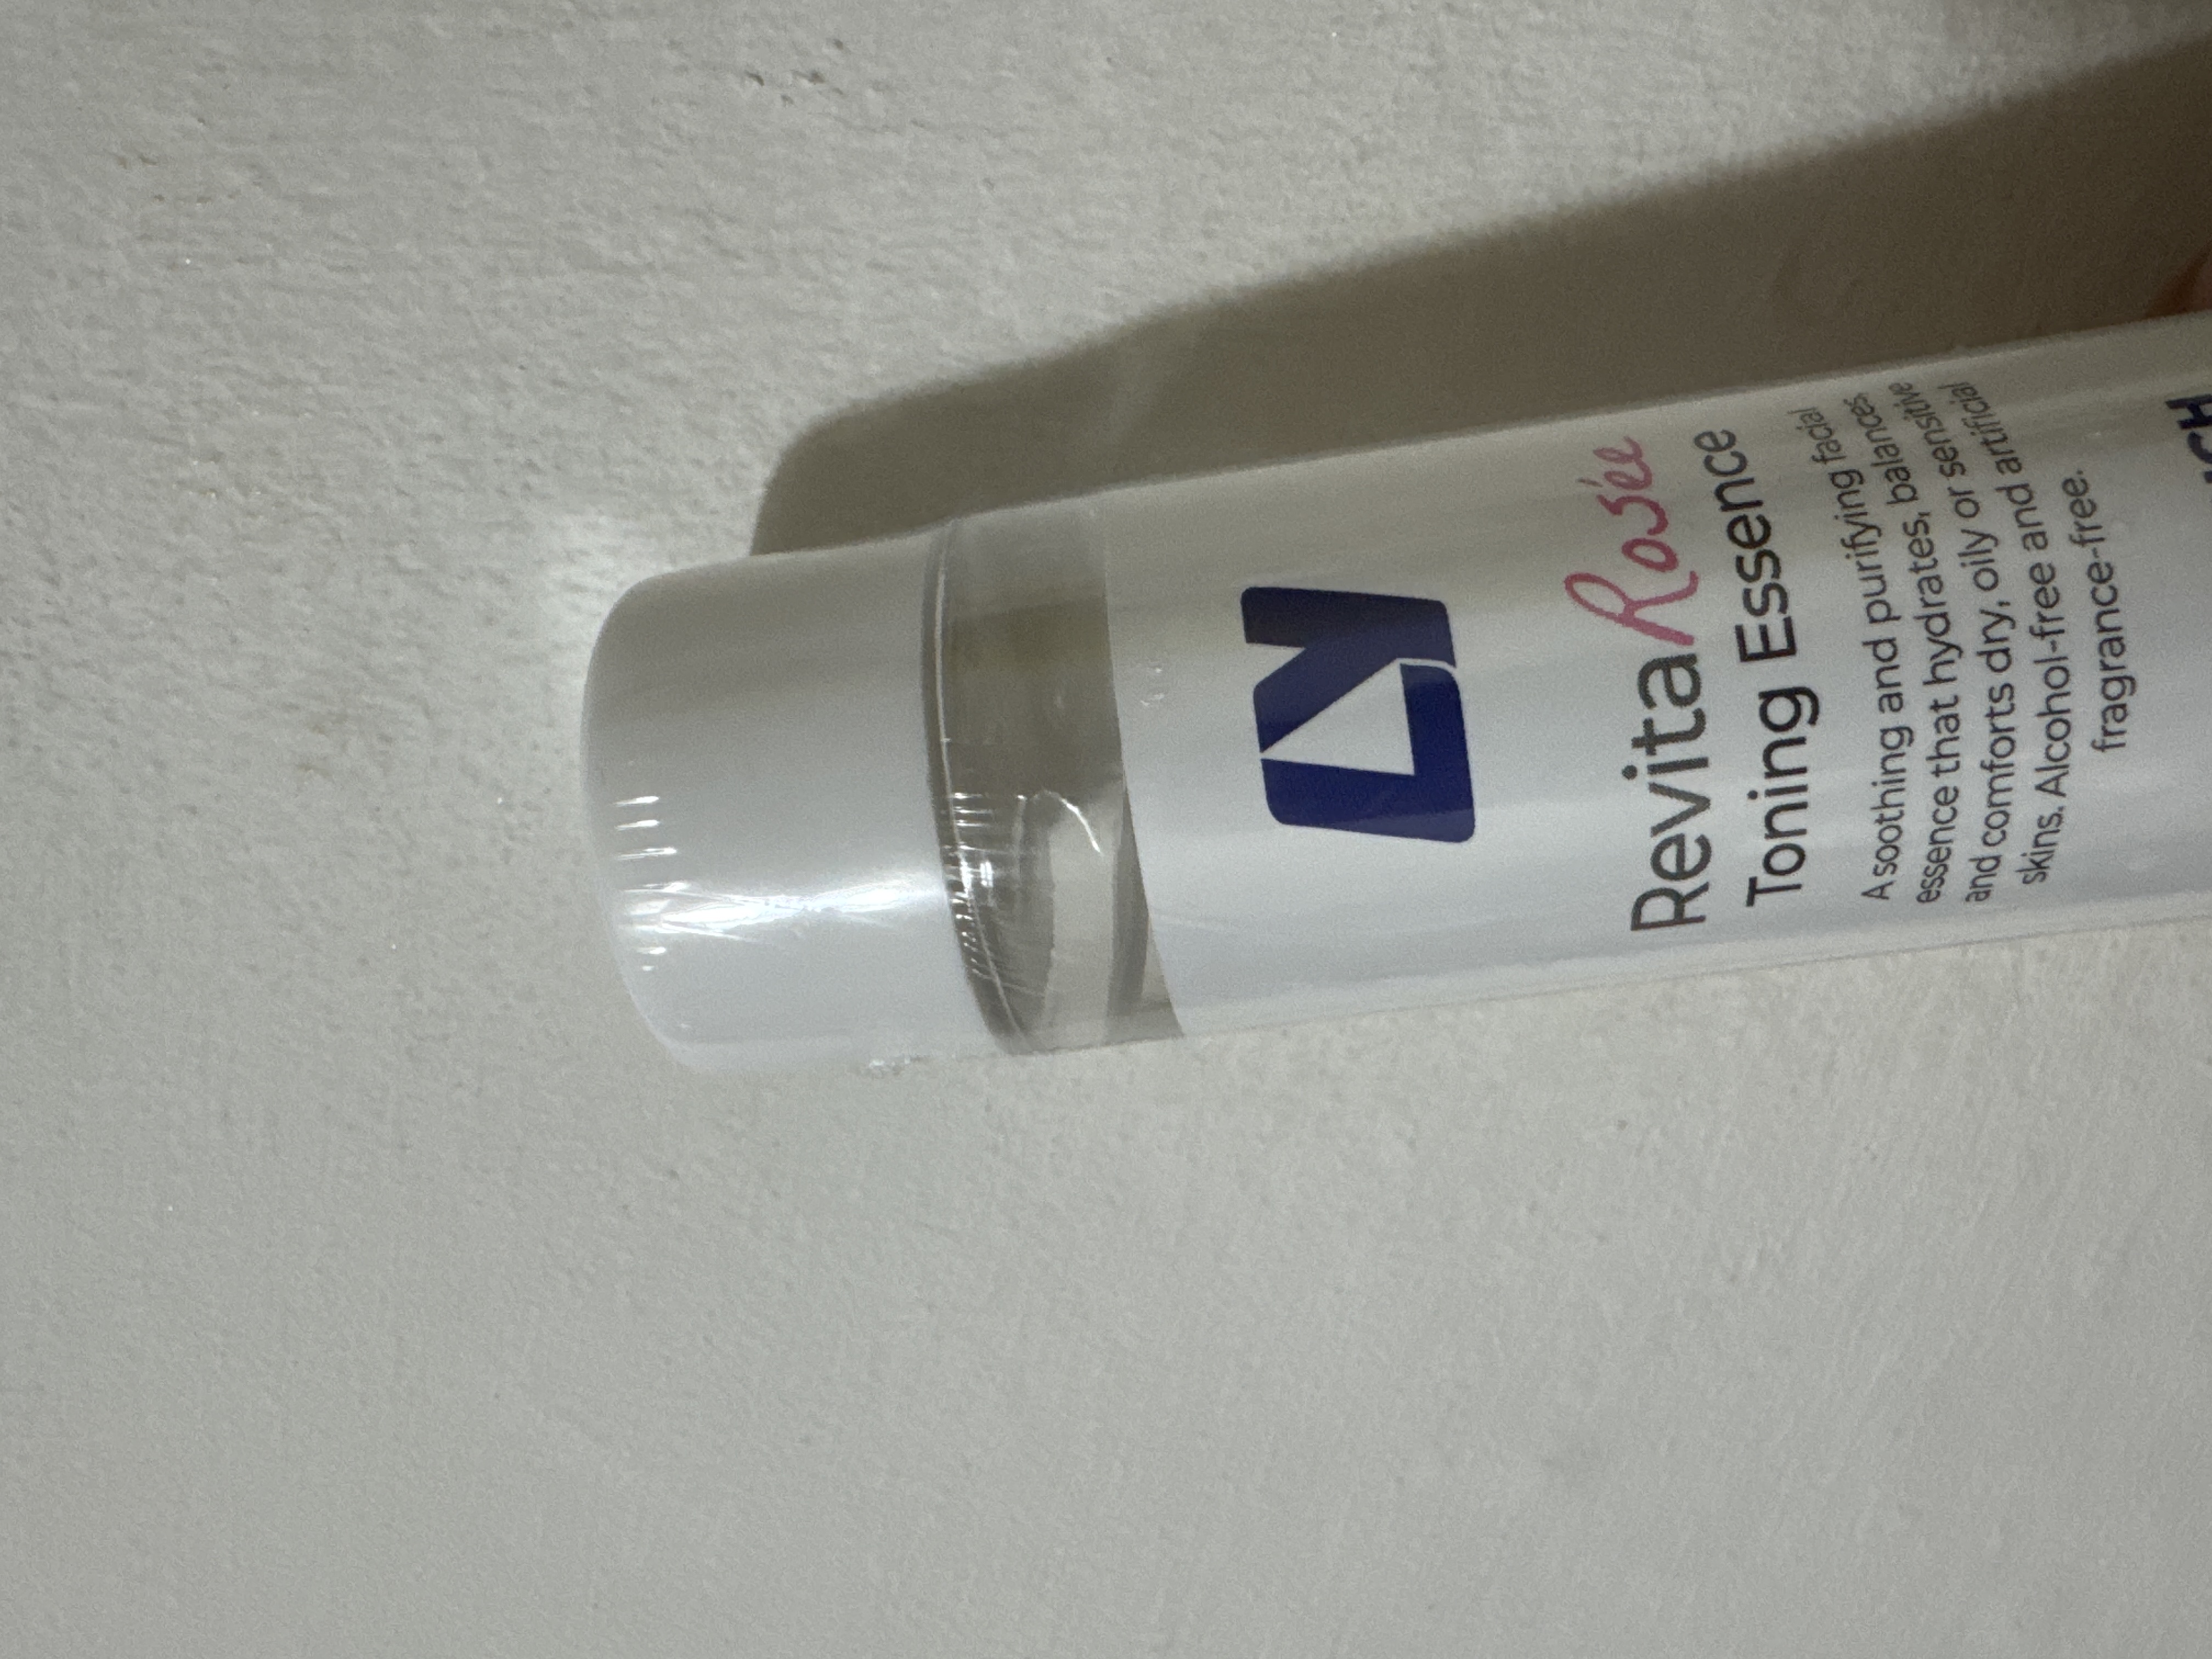 RevitaRosée
Toning Essence
A soothing and purifying facial
essence that hydrates, balances
and comforts dry, oily or sensitive
skins. Alcohol-free and artificial
fragrance-free.